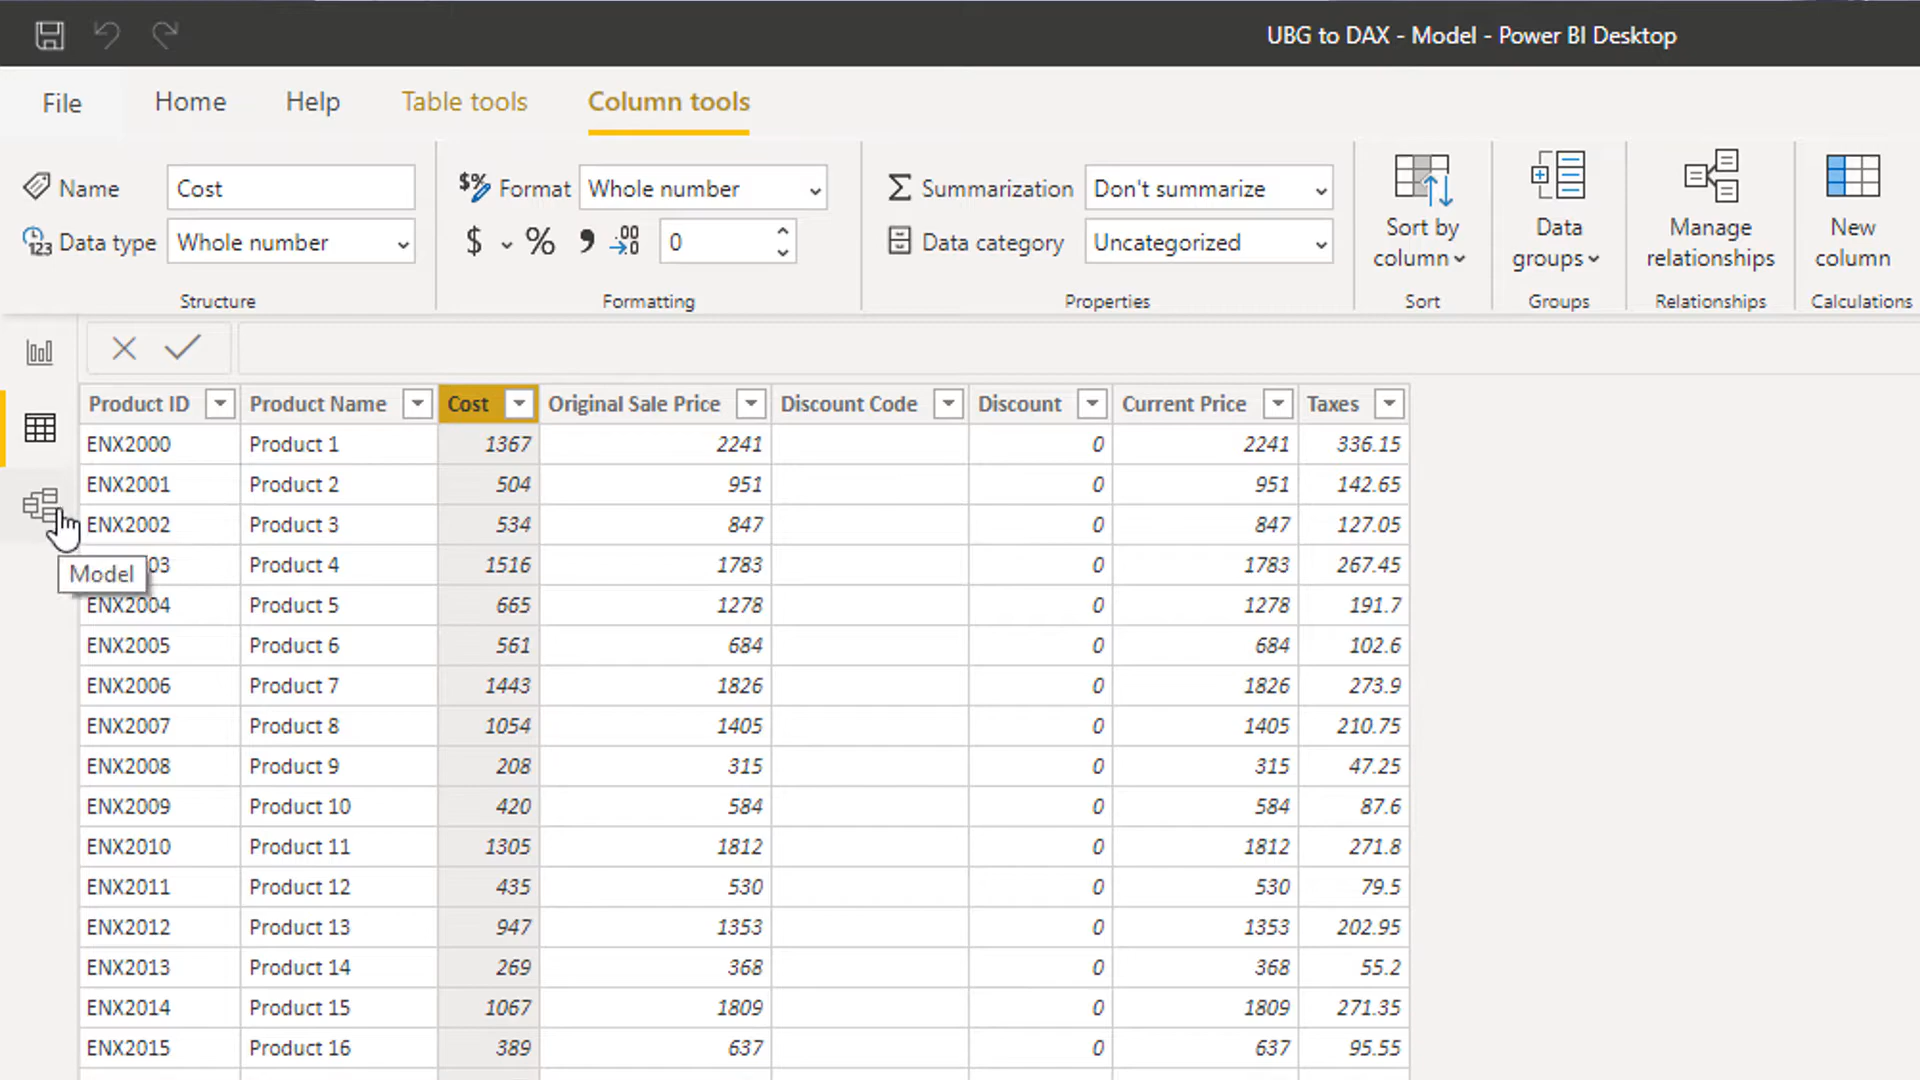 UBG to DAX - Model - Power BI Desktop
File Home Help Table tools Column tools
Name Cost Format Whole number Summarization Don't summarize Sort by column Data groups Manage relationships New column
Data type Whole number $ % 0 Data category Uncategorized
Structure Formatting Properties Sort Groups Relationships Calculations
Product ID Product Name Cost Original Sale Price Discount Code Discount Current Price Taxes
ENX2000 Product 1 1367 2241 0 2241 336.15
ENX2001 Product 2 504 951 0 951 142.65
ENX2002 Product 3 534 847 0 847 127.05
03 Product 4 1516 1783 0 1783 267.45
Model
ENX2004 Product 5 665 1278 0 1278 191.7
ENX2005 Product 6 561 684 0 684 102.6
ENX2006 Product 7 1443 1826 0 1826 273.9
ENX2007 Product 8 1054 1405 0 1405 210.75
ENX2008 Product 9 208 315 0 315 47.25
ENX2009 Product 10 420 584 0 584 87.6
ENX2010 Product 11 1305 1812 0 1812 271.8
ENX2011 Product 12 435 530 0 530 79.5
ENX2012 Product 13 947 1353 0 1353 202.95
ENX2013 Product 14 269 368 0 368 55.2
ENX2014 Product 15 1067 1809 0 1809 271.35
ENX2015 Product 16 389 637 0 637 95.55